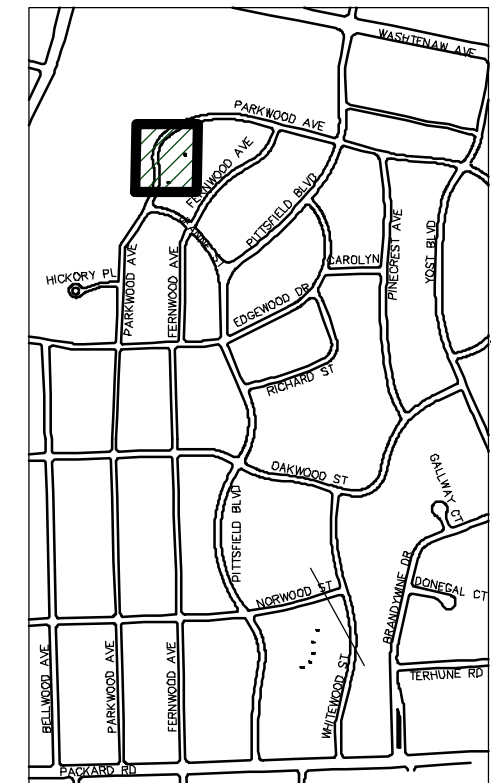 WASHTENAW AVE
PARKWOOD AVE
FERNWOOD AVE
PITTSFIELD BLVD
PINECREST AVE
YOST BLVD
CAROLYN
HICKORY PL
PARKWOOD AVE
FERNWOOD AVE
EDGEWOOD DR
RICHARD ST
OAKWOOD ST
GALLWAY CT
PITTSFIELD BLVD
NORWOOD ST
BRANDYWINE DR
DONEGAL CT
TERHUNE RD
WHITEWOOD ST
BELLWOOD AVE
PARKWOOD AVE
FERNWOOD AVE
PACKARD RD